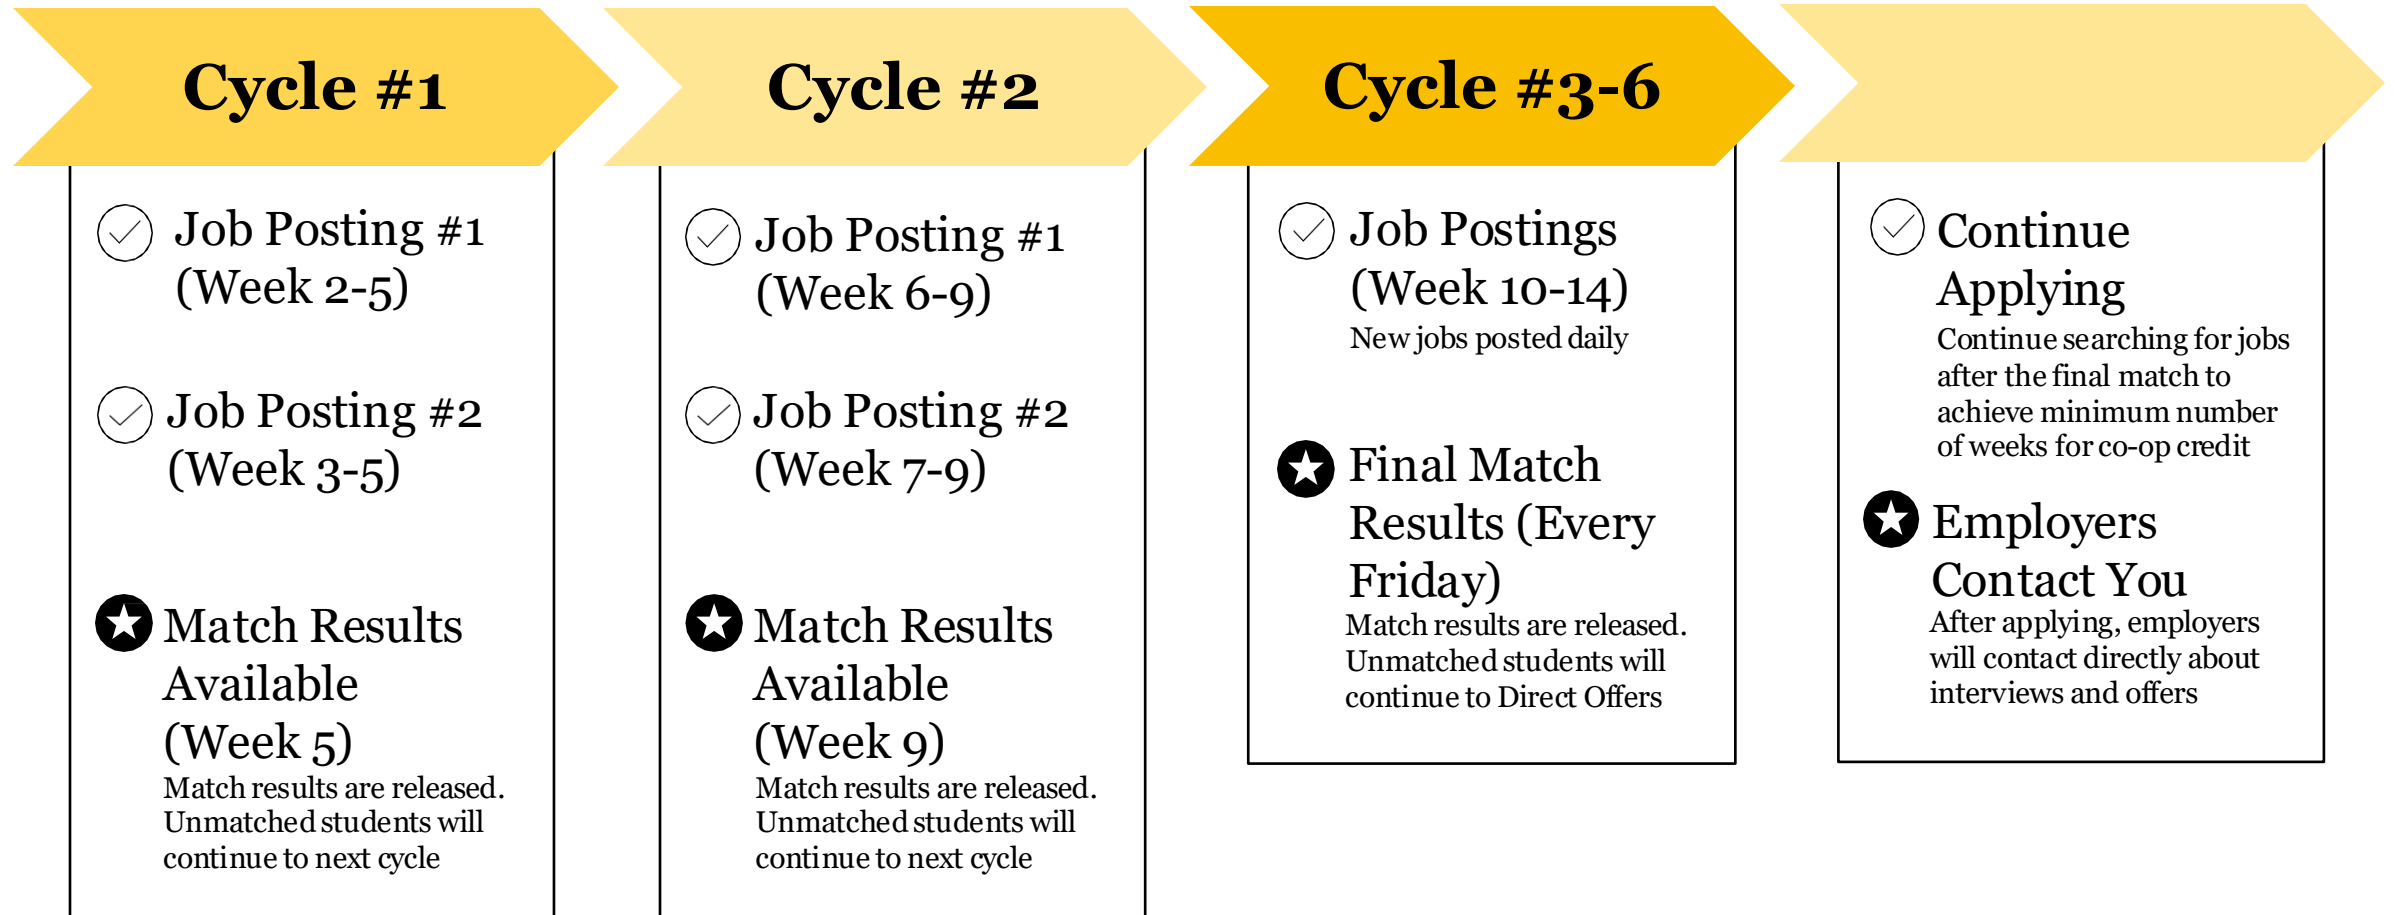 Cycle #1
Job Posting #1
(Week 2-5)
Job Posting #2
(Week 3-5)
Match Results
Available
(Week 5)
Match results are released.
Unmatched students will
continue to next cycle
Cycle #2
Job Posting #1
(Week 6-9)
Job Posting #2
(Week 7-9)
Match Results
Available
(Week 9)
Match results are released.
Unmatched students will
continue to next cycle
Cycle #3-6
Job Postings
(Week 10-14)
New jobs posted daily
Final Match
Results (Every
Friday)
Match results are released.
Unmatched students will
continue to Direct Offers
Continue
Applying
Continue searching for jobs
after the final match to
achieve minimum number
of weeks for co-op credit
Employers
Contact You
After applying, employers
will contact directly about
interviews and offers